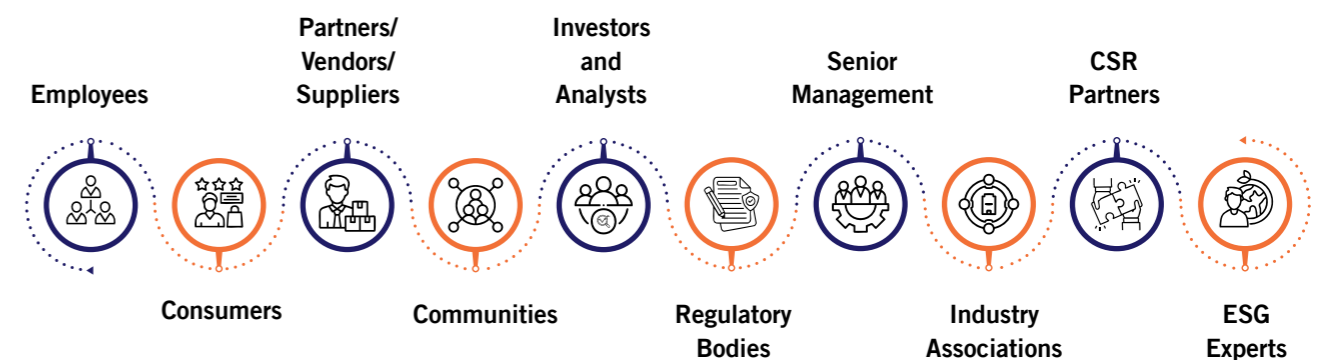 Employees
Consumers
Partners/
Vendors/
Suppliers
Communities
Investors
and
Analysts
Regulatory
Bodies
Senior
Management
Industry
Associations
CSR
Partners
ESG
Experts